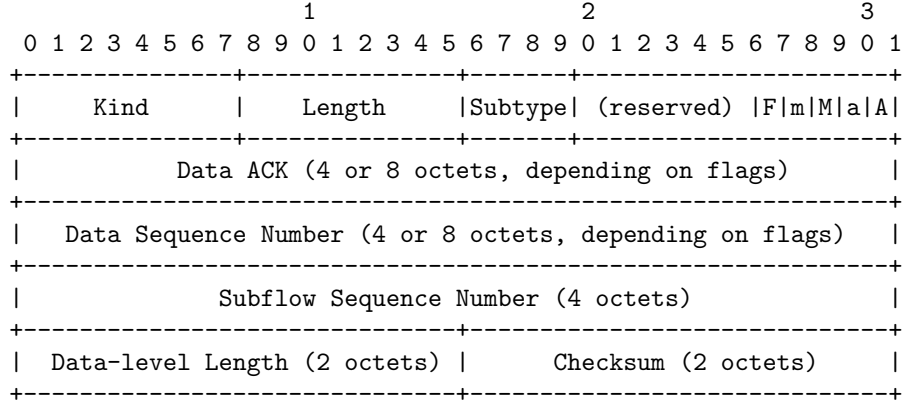 1                   2                   3
 0 1 2 3 4 5 6 7 8 9 0 1 2 3 4 5 6 7 8 9 0 1 2 3 4 5 6 7 8 9 0 1
+---------------+---------------+-------+----------------------+
|     Kind      |    Length     |Subtype| (reserved) |F|m|M|a|A|
+---------------+---------------+-------+----------------------+
|           Data ACK (4 or 8 octets, depending on flags)       |
+--------------------------------------------------------------+
|   Data Sequence Number (4 or 8 octets, depending on flags)   |
+--------------------------------------------------------------+
|              Subflow Sequence Number (4 octets)              |
+-------------------------------+------------------------------+
|  Data-level Length (2 octets) |      Checksum (2 octets)     |
+-------------------------------+------------------------------+